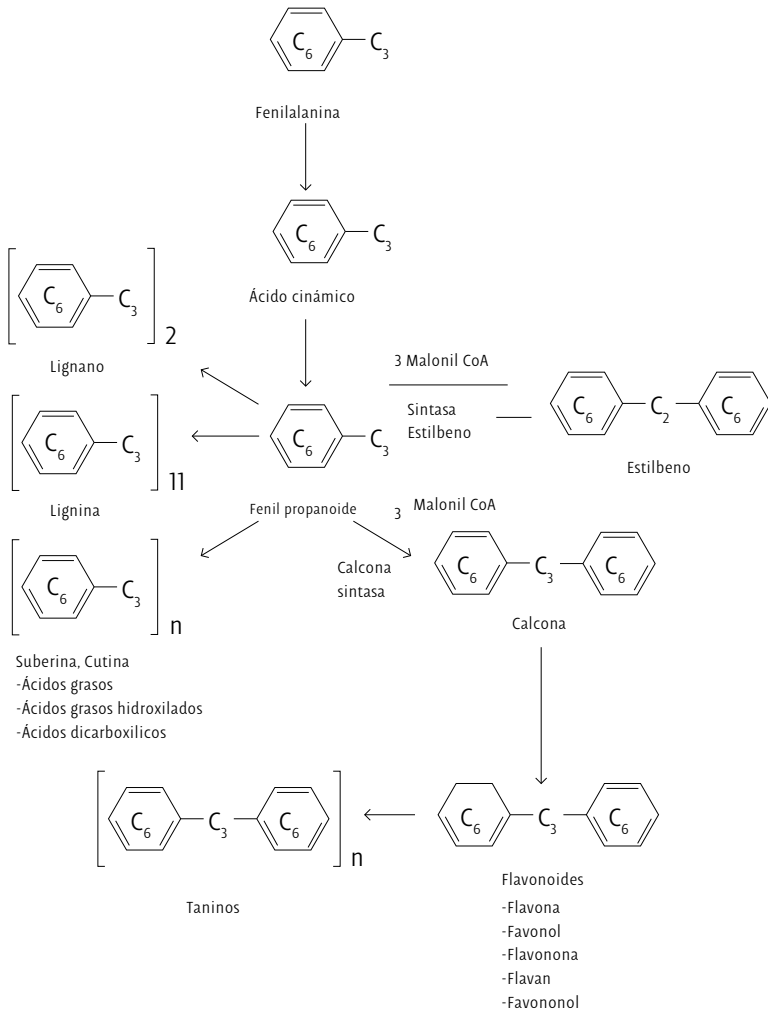 C6 C3
Fenilalanina
C6 C3
Ácido cinámico
C6 C3 2
Lignano
3 Malonil CoA
Sintasa
Estilbeno
C6 C2 C6
Estilbeno
C6 C3
Fenil propanoide
C6 C3 11
Lignina
3 Malonil CoA
Calcona
sintasa
C6 C3 C6
Calcona
C6 C3 n
Suberina, Cutina
-Ácidos grasos
-Ácidos grasos hidroxilados
-Ácidos dicarboxilicos
C6 C3 C6 n
Taninos
C6 C3 C6
Flavonoides
-Flavona
-Favonol
-Flavonona
-Flavan
-Favononol